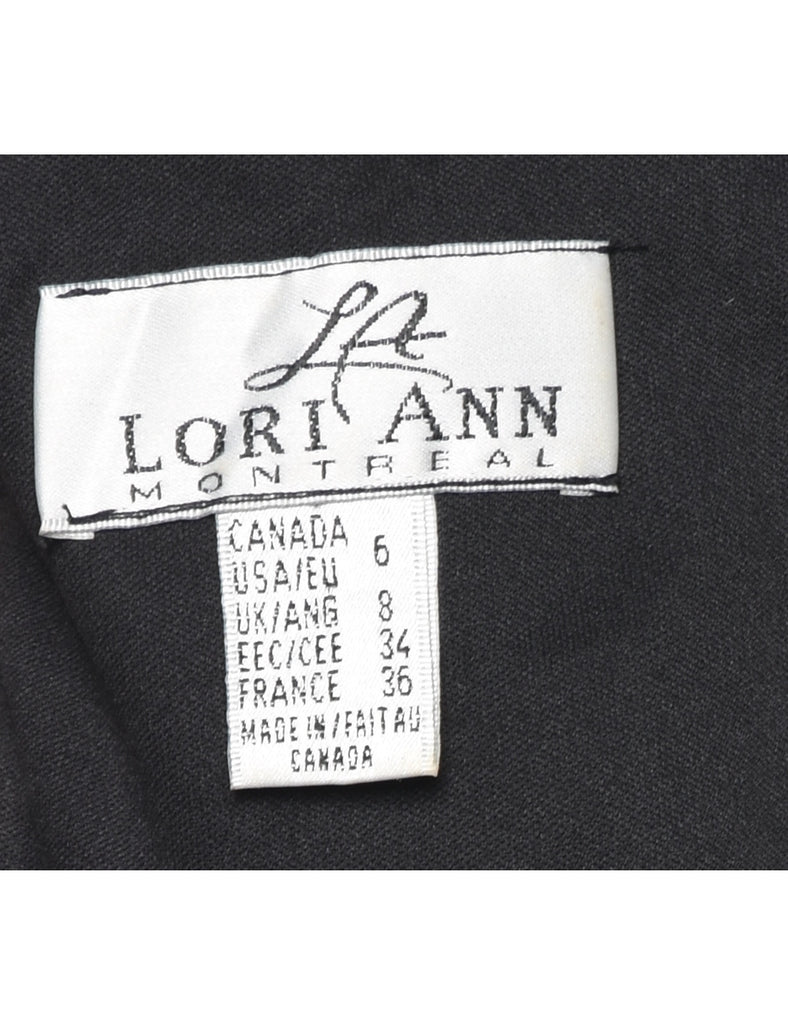 LA
LORI ANN
MONTREAL
CANADA 6
USA/EU
UK/ANG 8
EEC/CEE 34
FRANCE 36
MADE IN/FAIT AU
CANADA